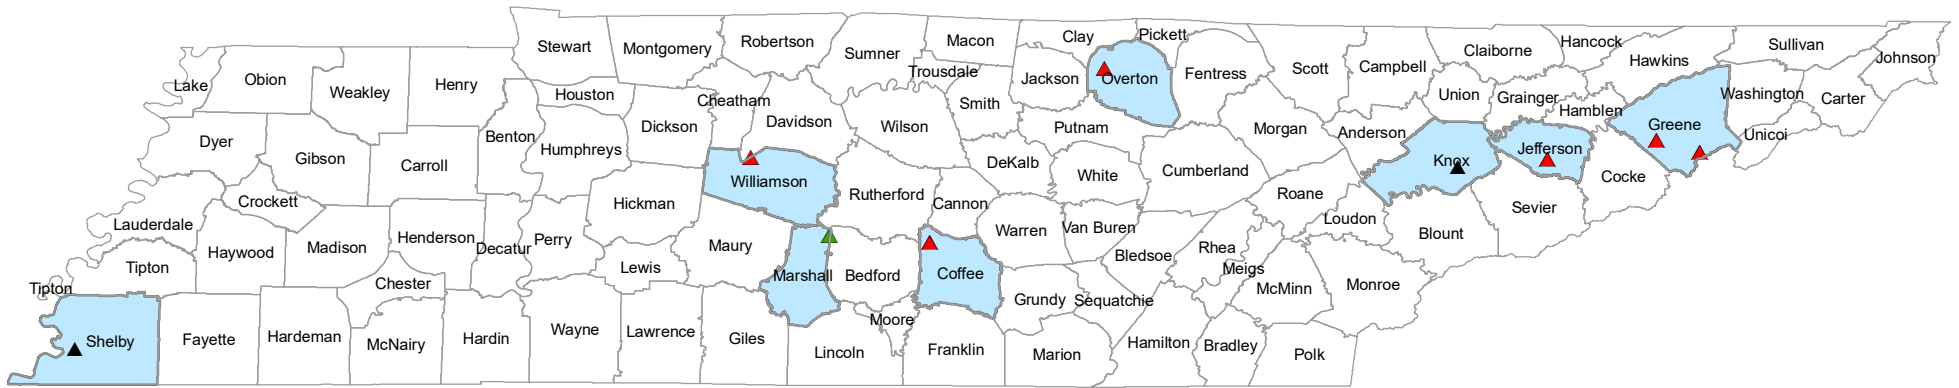 Stewart
Montgomery
Robertson
Sumner
Macon
Trousdale
Clay
Pickett
Jackson
Overton
Fentress
Scott
Campbell
Claiborne
Hancock
Hawkins
Sullivan
Johnson
Lake
Obion
Weakley
Henry
Houston
Cheatham
Smith
Union
Grainger
Hamblen
Washington
Carter
Dyer
Gibson
Carroll
Benton
Humphreys
Dickson
Davidson
Wilson
Putnam
Morgan
Anderson
Greene
Unicoi
Crockett
Williamson
DeKalb
White
Cumberland
Knox
Jefferson
Cocke
Lauderdale
Haywood
Madison
Henderson
Decatur
Perry
Hickman
Rutherford
Cannon
Roane
Loudon
Sevier
Tipton
Lewis
Maury
Warren
Van Buren
Bledsoe
Rhea
Meigs
Blount
Tipton
Chester
Marshall
Bedford
Coffee
Grundy
Sequatchie
McMinn
Monroe
Shelby
Fayette
Hardeman
McNairy
Hardin
Wayne
Lawrence
Giles
Moore
Lincoln
Franklin
Marion
Hamilton
Bradley
Polk